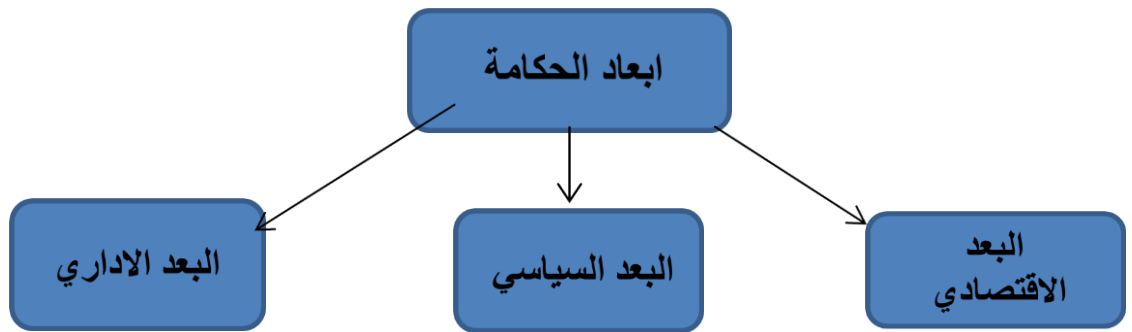 ابعاد الحكامة
البعد
الاقتصادي
البعد السياسي
البعد الاداري